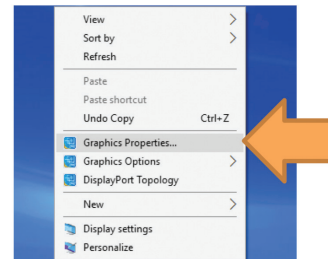 View
Sort by
Refresh
Paste
Paste shortcut
Undo Copy Ctrl+Z
Graphics Properties...
Graphics Options
DisplayPort Topology
New
Display settings
Personalize